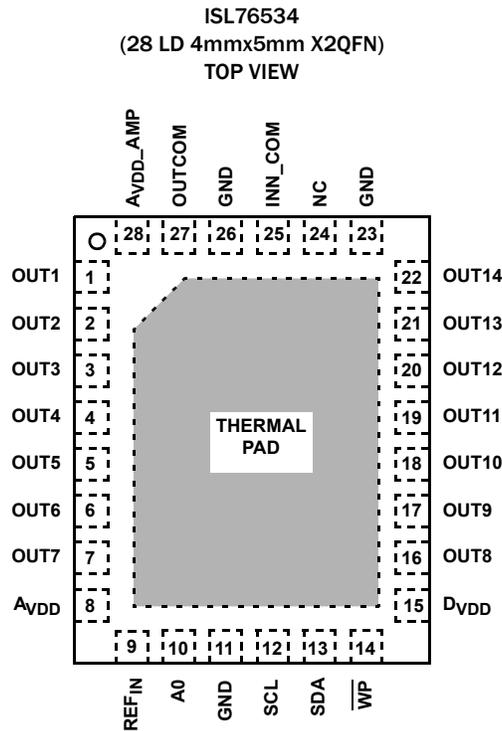 ISL76534
(28 LD 4mmx5mm X2QFN)
TOP VIEW
AVDD_AMP
OUTCOM
GND
INN_COM
NC
GND
28 27 26 25 24 23
OUT1 1 22 OUT14
OUT2 2 21 OUT13
OUT3 3 20 OUT12
OUT4 4 19 OUT11
THERMAL
PAD
OUT5 5 18 OUT10
OUT6 6 17 OUT9
OUT7 7 16 OUT8
AVDD 8 15 DVDD
9 10 11 12 13 14
REFIN
A0
GND
SCL
SDA
WP